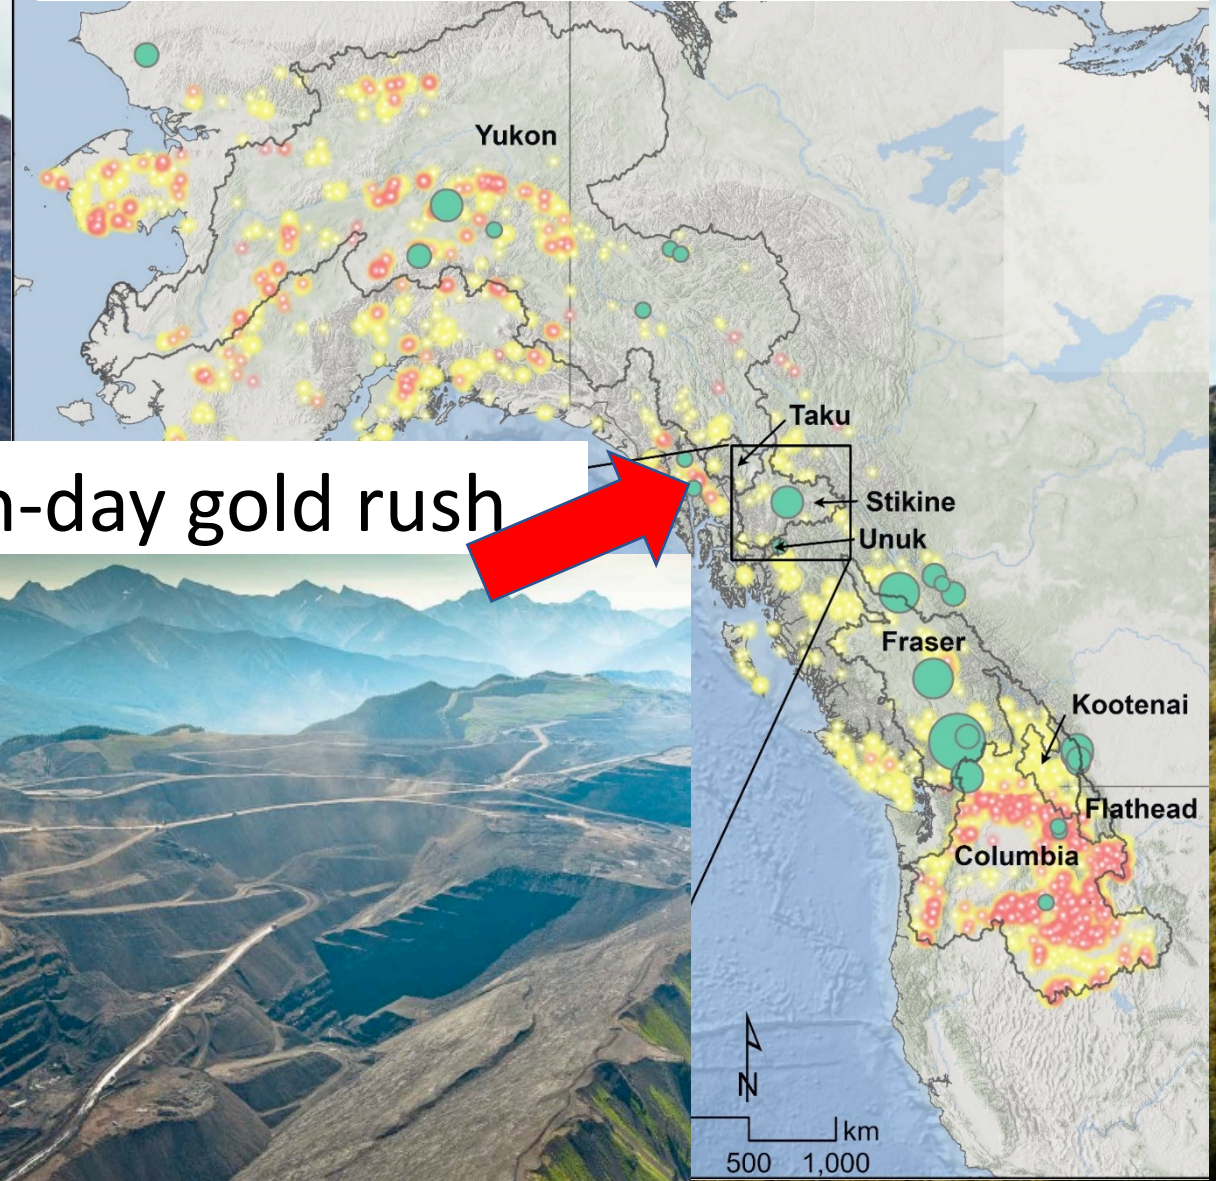 Yukon
Taku
n-day gold rush
Stikine
Unuk
Fraser
Kootenai
Flathead
Columbia
N
km
500 1,000